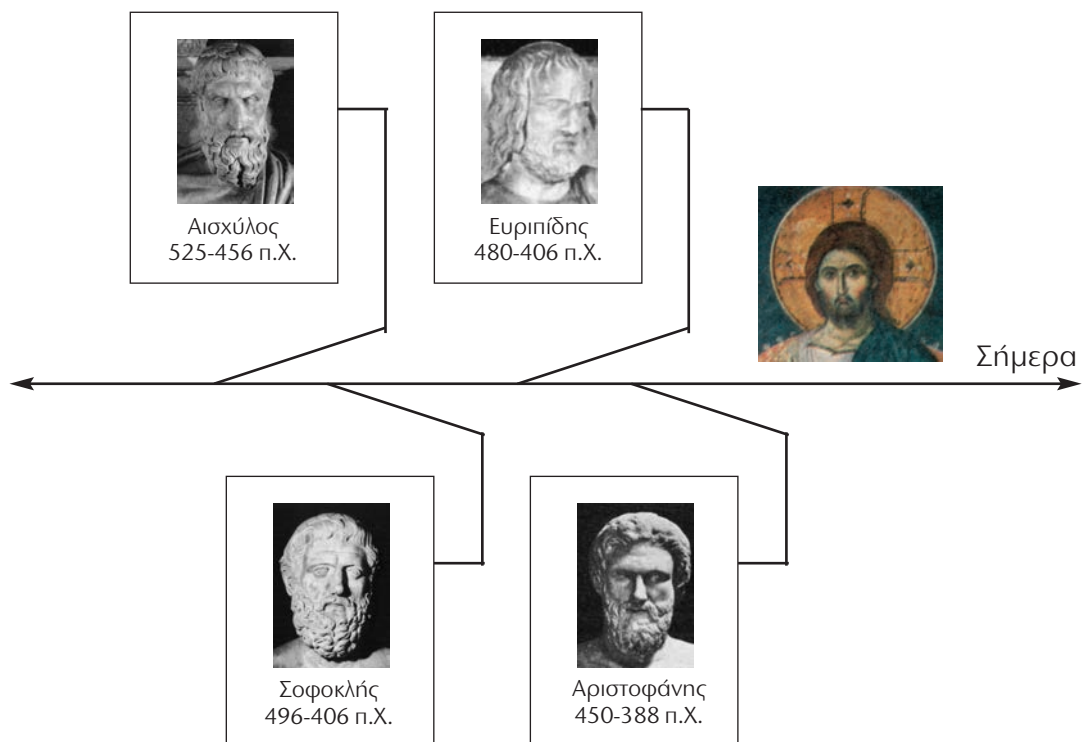 Αισχύλος
525-456 π.Χ.
Ευριπίδης
480-406 π.Χ.
Σήμερα
Σοφοκλής
496-406 π.Χ.
Αριστοφάνης
450-388 π.Χ.